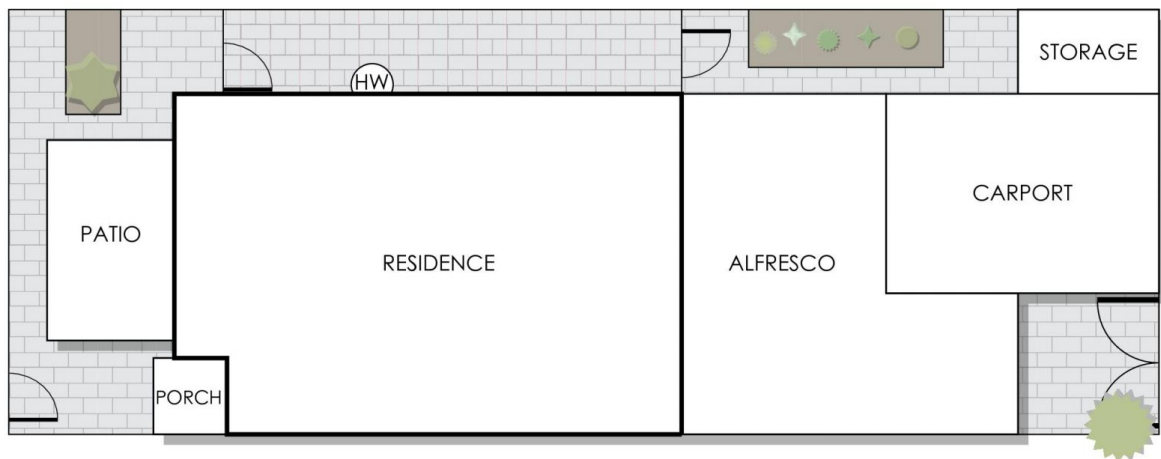 STORAGE
HW
CARPORT
PATIO
RESIDENCE
ALFRESCO
PORCH